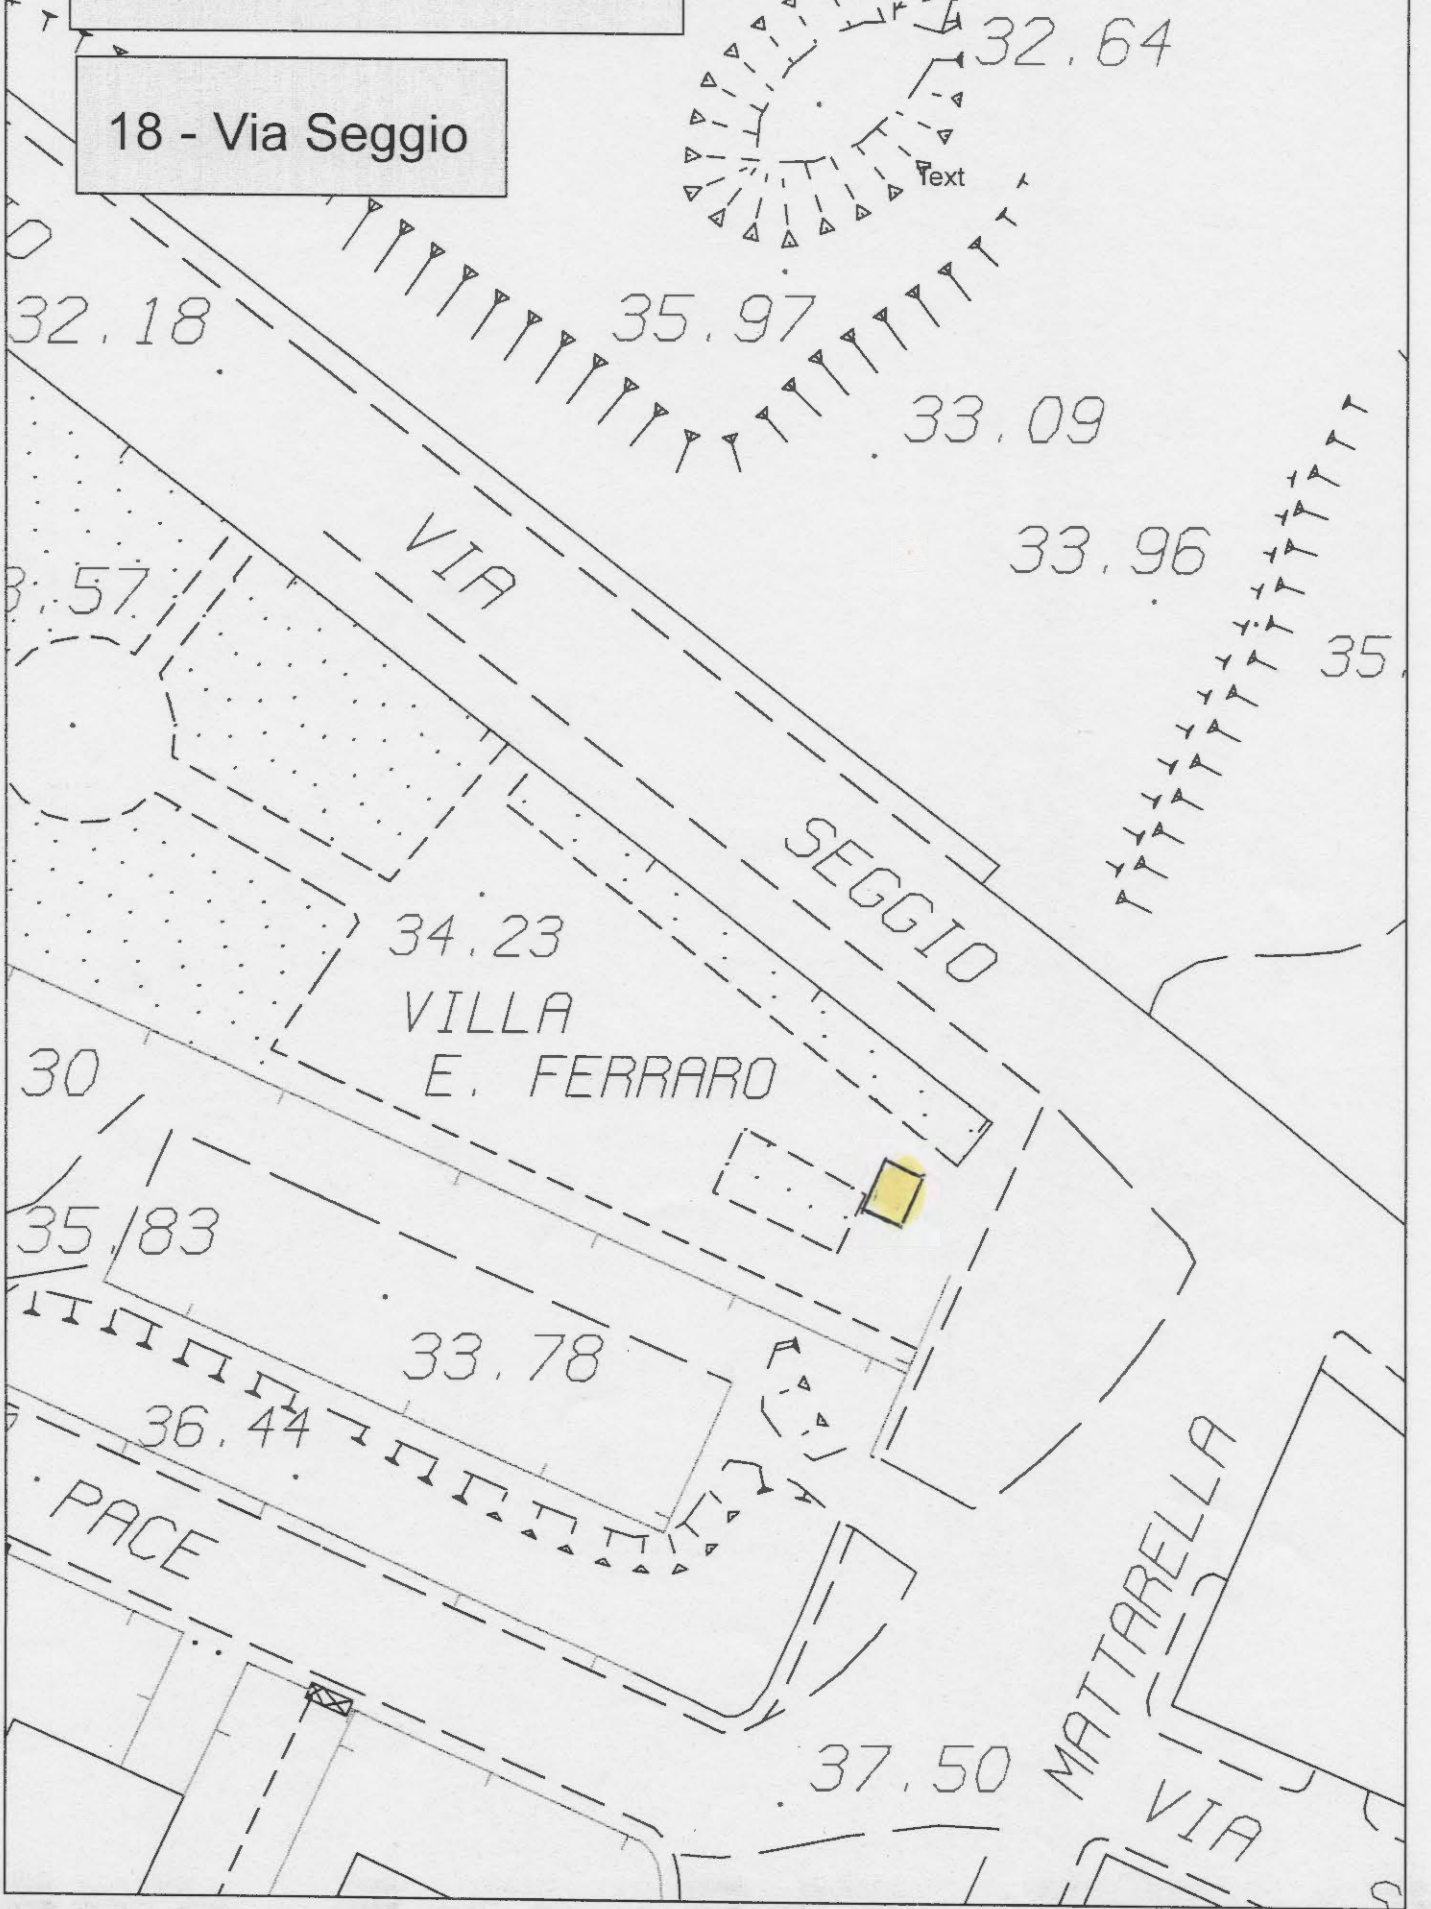 32.64
18 - Via Seggio
Text
32.18
35.97
33.09
VIA
33.96
.57
35.
SEGGIO
34.23
VILLA
E. FERRARO
30
35.83
33.78
36.44
PACE
MATTARELLA
37.50
VIA